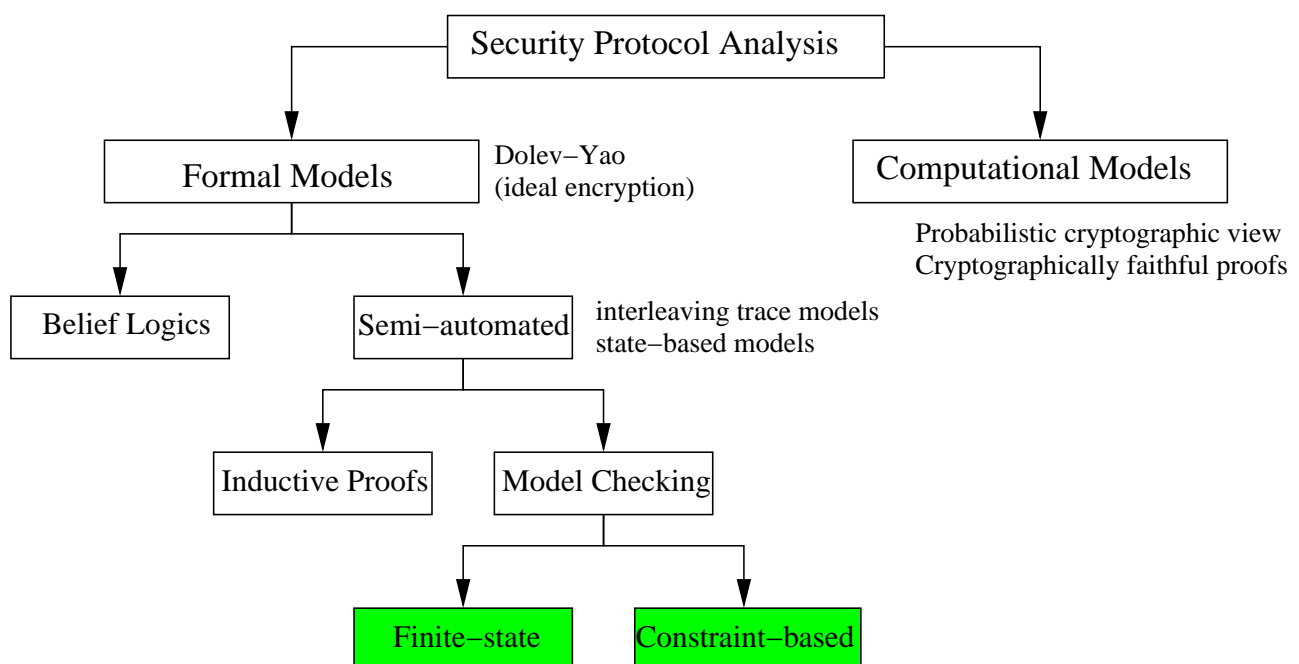 Security Protocol Analysis
Formal Models
Dolev−Yao
(ideal encryption)
Computational Models
Probabilistic cryptographic view
Cryptographically faithful proofs
Belief Logics
Semi−automated
interleaving trace models
state−based models
Inductive Proofs
Model Checking
Finite−state
Constraint−based